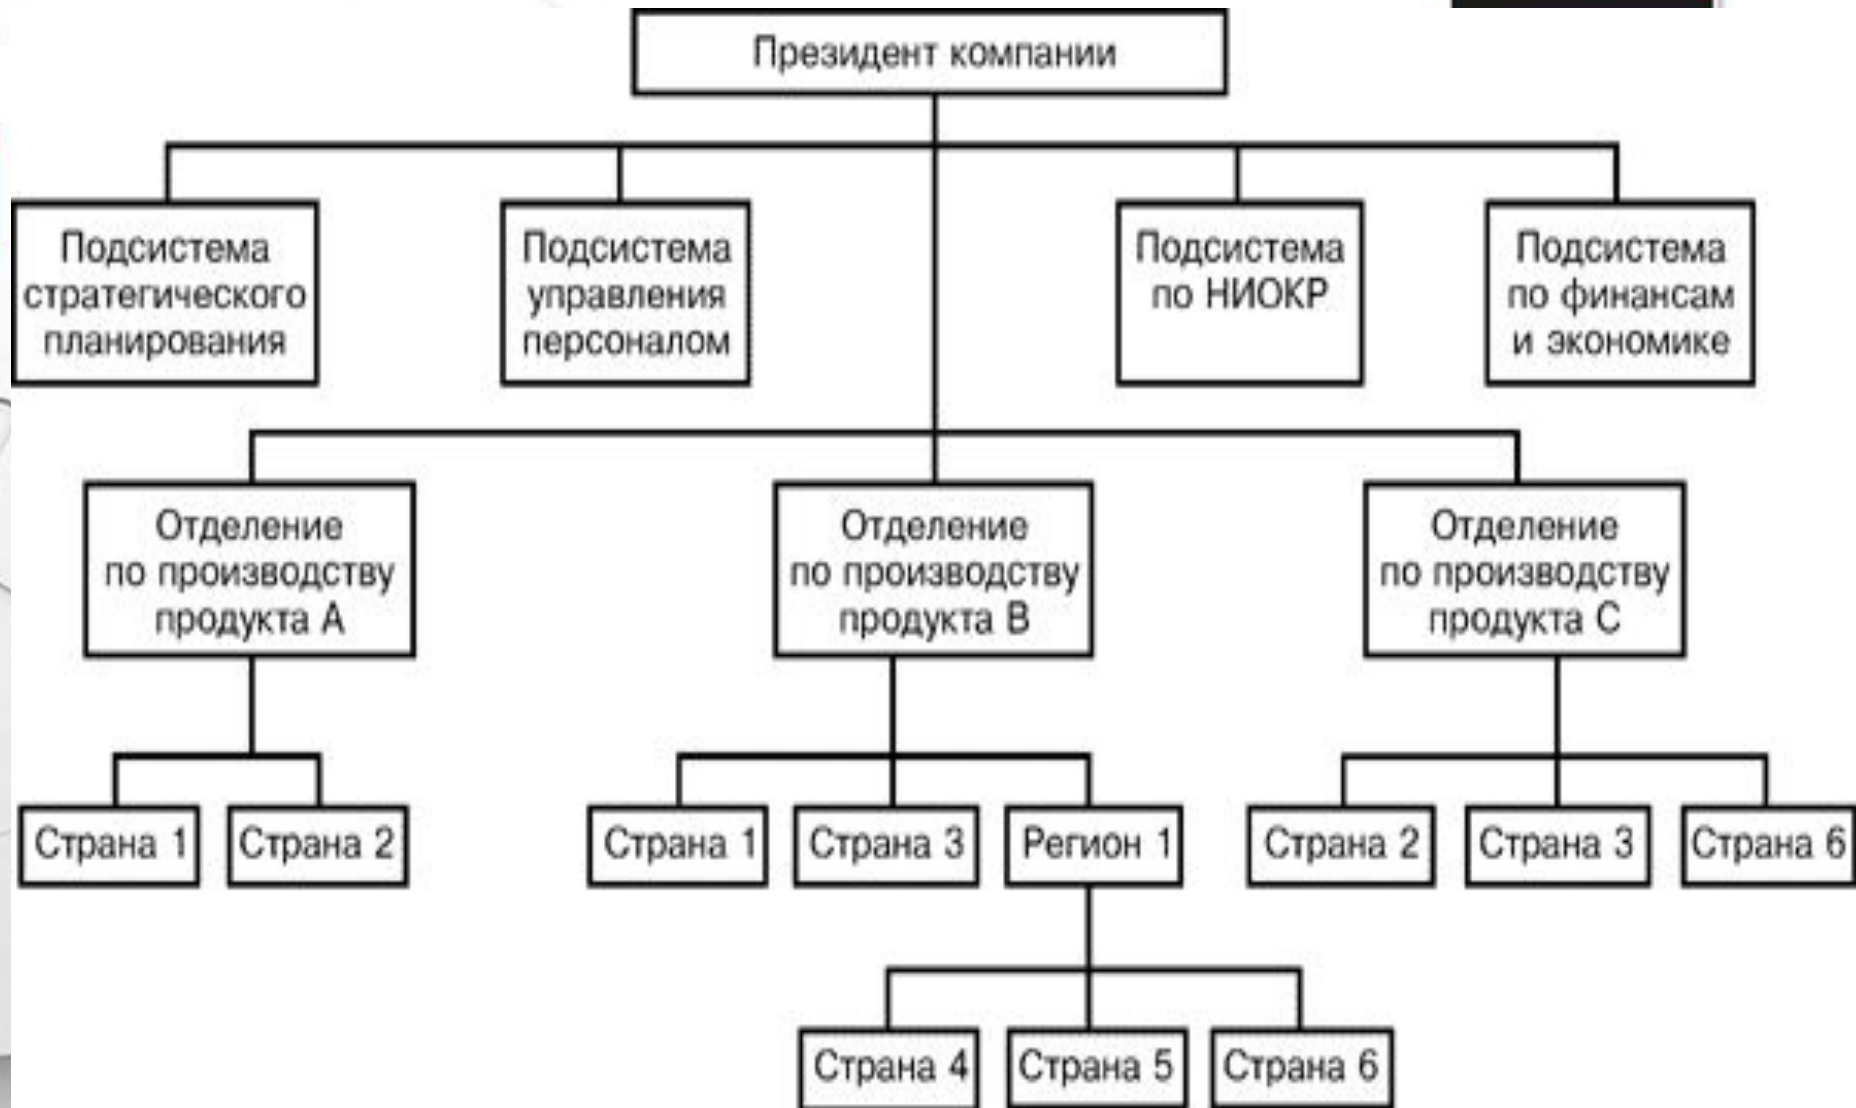 Президент компании
Подсистема
стратегического
планирования
Подсистема
управления
персоналом
Подсистема
по НИОКР
Подсистема
по финансам
и экономике
Отделение
по производству
продукта А
Отделение
по производству
продукта В
Отделение
по производству
продукта С
Страна 1
Страна 2
Страна 1
Страна 3
Регион 1
Страна 2
Страна 3
Страна 6
Страна 4
Страна 5
Страна 6